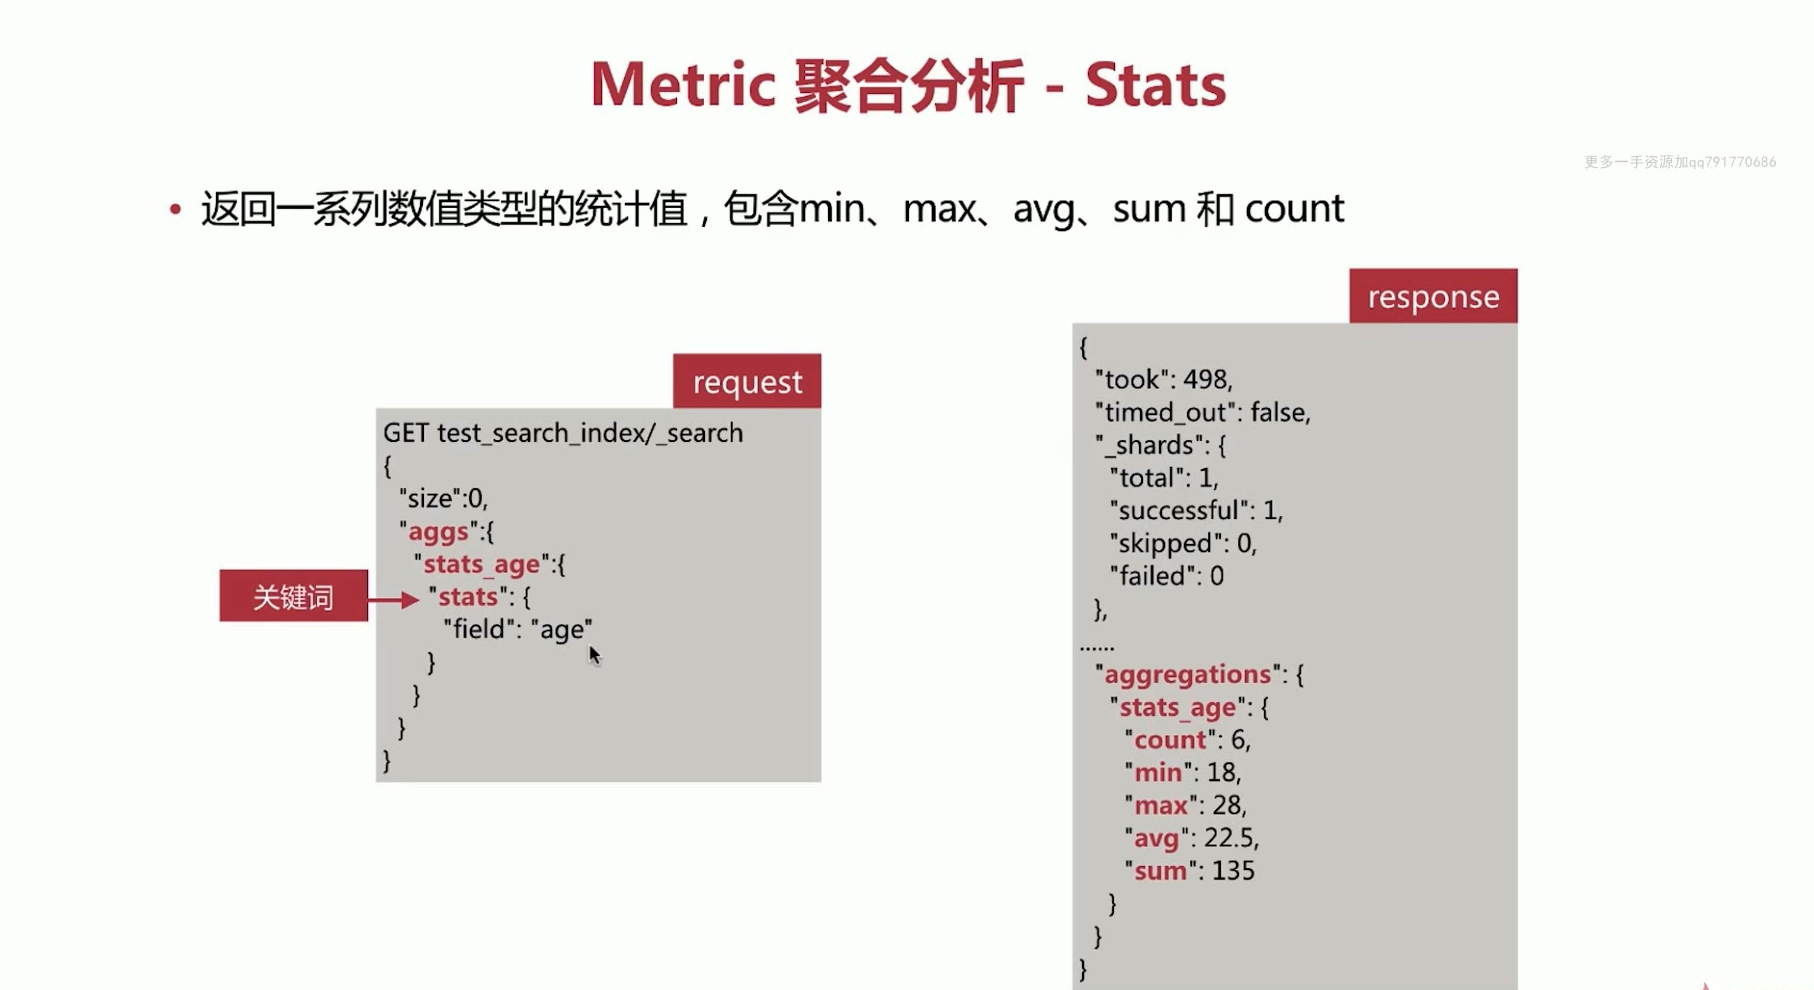 Metric 聚合分析 - Stats
更多一手资源加qq791770686
• 返回一系列数值类型的统计值，包含min、max、avg、sum 和 count
request
GET test_search_index/_search
{
"size":0,
"aggs":{
"stats_age":{
关键词
"stats": {
"field": "age"
}
}
}
}
response
{
"took": 498,
"timed_out": false,
"_shards": {
"total": 1,
"successful": 1,
"skipped": 0,
"failed": 0
},
......
"aggregations": {
"stats_age": {
"count": 6,
"min": 18,
"max": 28,
"avg": 22.5,
"sum": 135
}
}
}